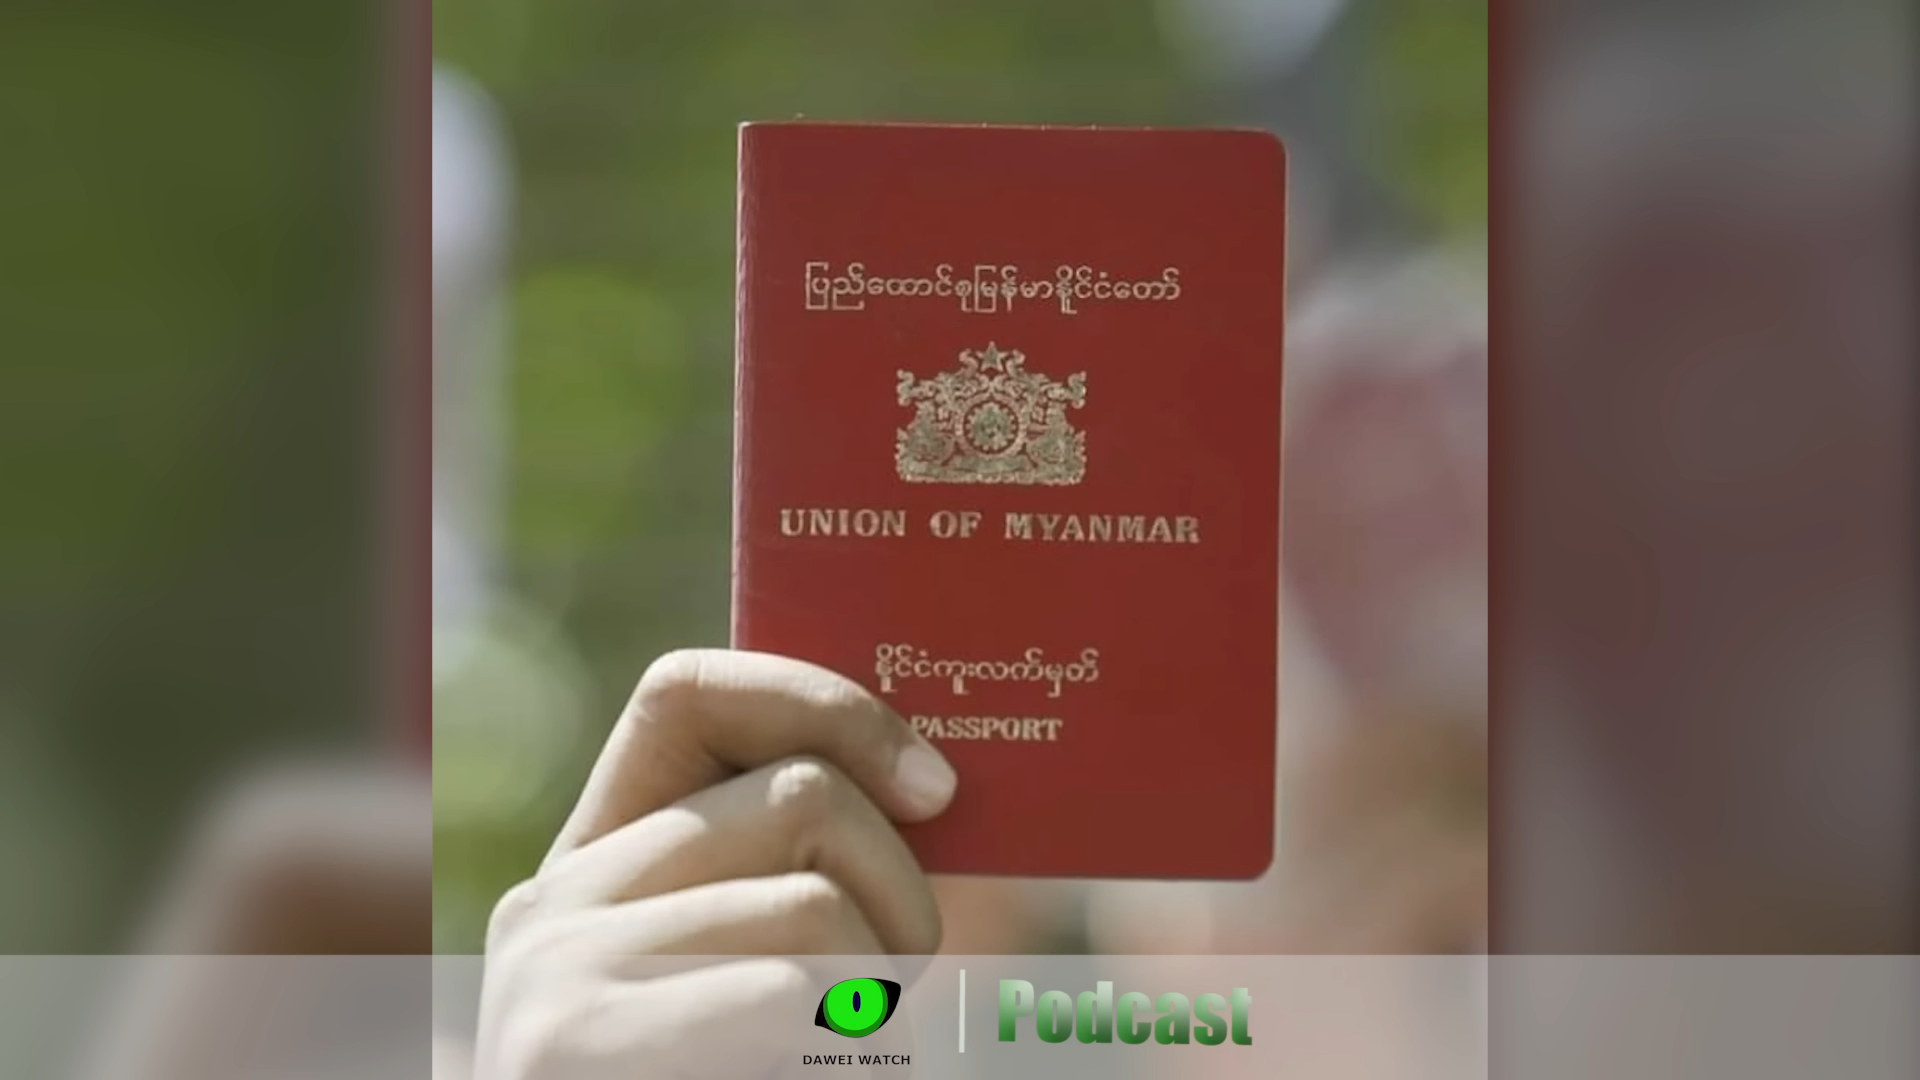 ပြည်ထောင်စုမြန်မာနိုင်ငံတော်
UNION OF MYANMAR
နိုင်ငံကူးလက်မှတ်
PASSPORT
DAWEI WATCH
Podcast